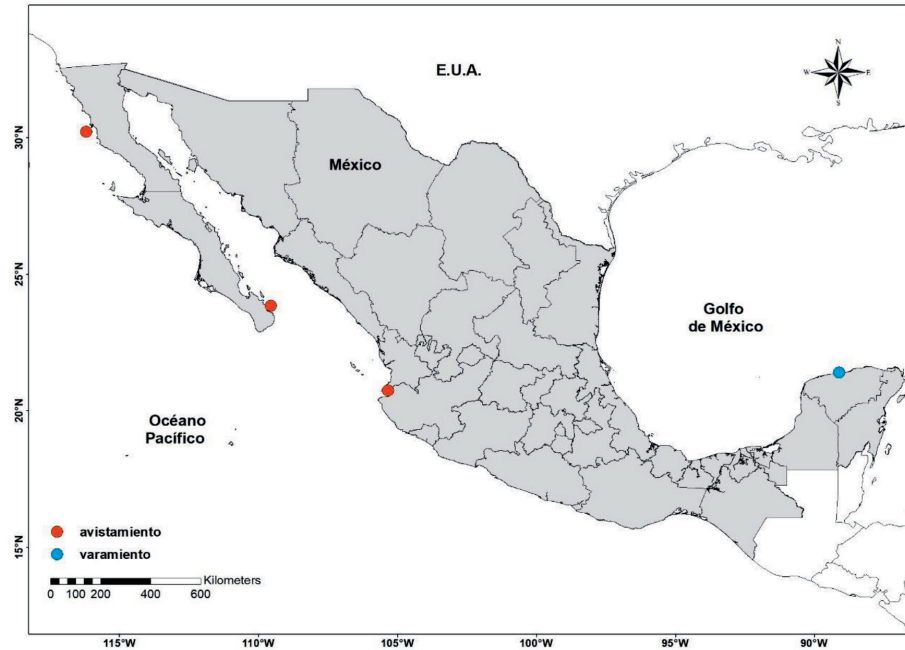 E.U.A.
N
W
E
S
México
Golfo
de México
Océano
Pacífico
avistamiento
varamiento
Kilometers
0 100 200 400 600
30°N
25°N
20°N
15°N
115°W 110°W 105°W 100°W 95°W 90°W